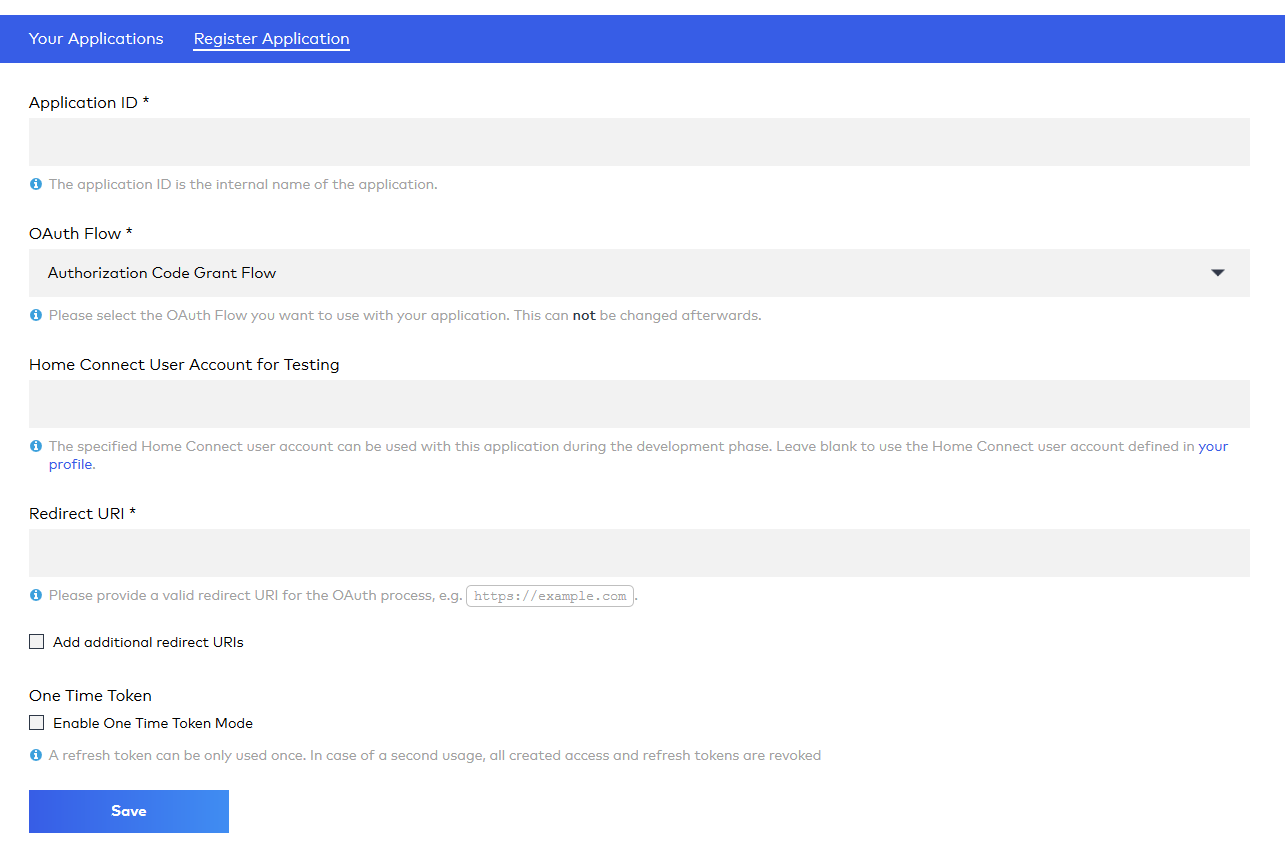 Your Applications Register Application
Application ID *
The application ID is the internal name of the application.
OAuth Flow *
Authorization Code Grant Flow
Please select the OAuth Flow you want to use with your application. This can not be changed afterwards.
Home Connect User Account for Testing
The specified Home Connect user account can be used with this application during the development phase. Leave blank to use the Home Connect user account defined in your
profile.
Redirect URI *
Please provide a valid redirect URI for the OAuth process, e.g. https://example.com.
Add additional redirect URIs
One Time Token
Enable One Time Token Mode
A refresh token can be only used once. In case of a second usage, all created access and refresh tokens are revoked
Save